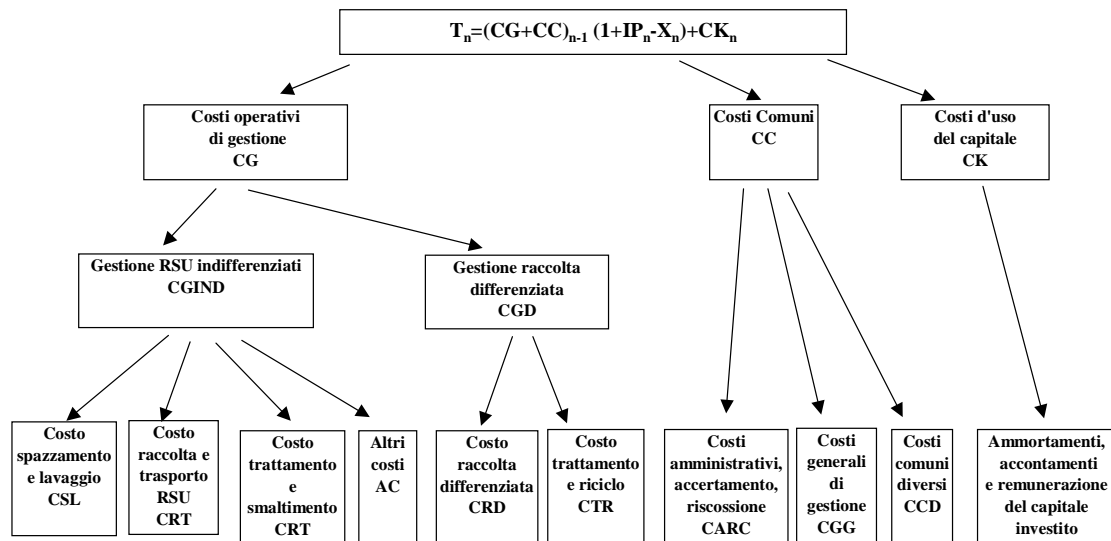 Tn=(CG+CC)n-1 (1+IPn-Xn)+CKn
Costi operativi
di gestione
CG
Costi Comuni
CC
Costi d'uso
del capitale
CK
Gestione RSU indifferenziati
CGIND
Gestione raccolta
differenziata
CGD
Costo
spazzamento
e lavaggio
CSL
Costo
raccolta e
trasporto
RSU
CRT
Costo
trattamento
e
smaltimento
CRT
Altri
costi
AC
Costo
raccolta
differenziata
CRD
Costo
trattamento
e riciclo
CTR
Costi
amministrativi,
accertamento,
riscossione
CARC
Costi
generali
di
gestione
CGG
Costi
comuni
diversi
CCD
Ammortamenti,
accontamenti
e remunerazione
del capitale
investito